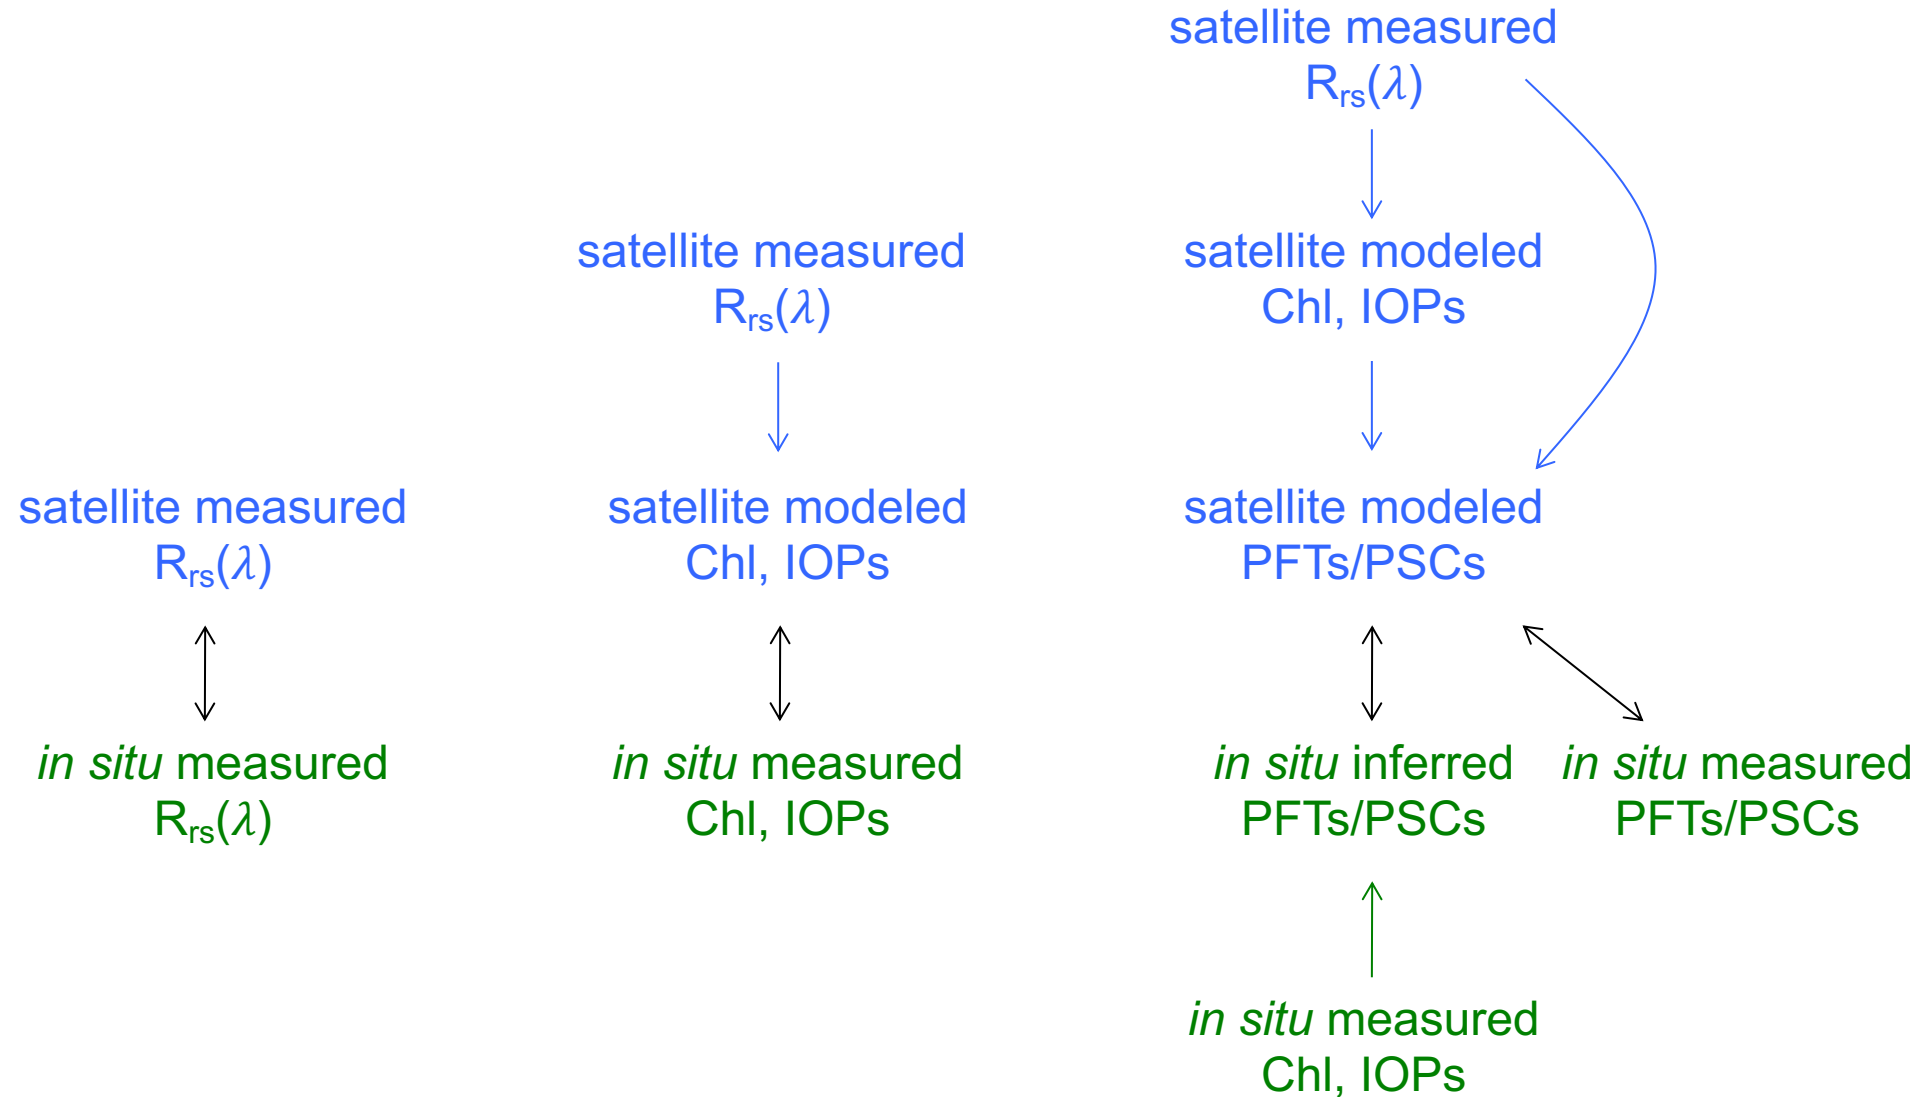 satellite measured
Rrs(λ)
satellite measured
Rrs(λ)
satellite modeled
Chl, IOPs
satellite measured
Rrs(λ)
satellite modeled
Chl, IOPs
satellite modeled
PFTs/PSCs
in situ measured
Rrs(λ)
in situ measured
Chl, IOPs
in situ inferred
PFTs/PSCs
in situ measured
PFTs/PSCs
in situ measured
Chl, IOPs